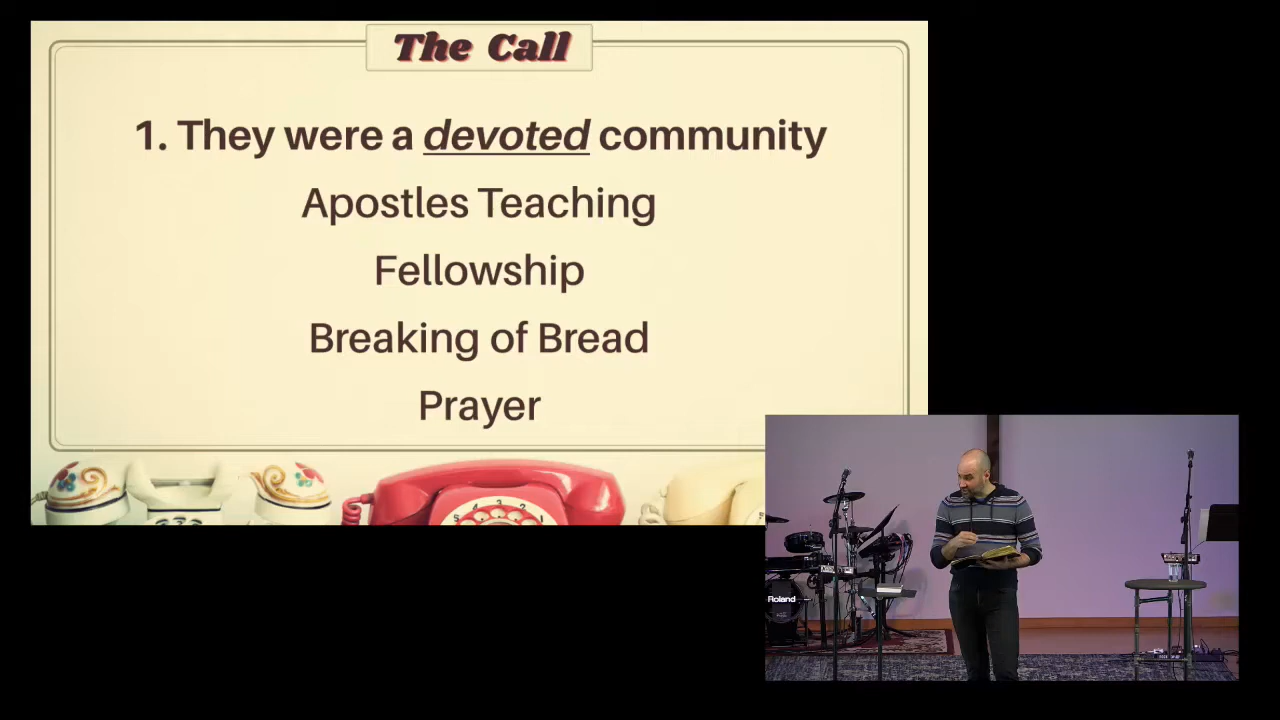 The Call
1. They were a devoted community
Apostles Teaching
Fellowship
Breaking of Bread
Prayer
Roland